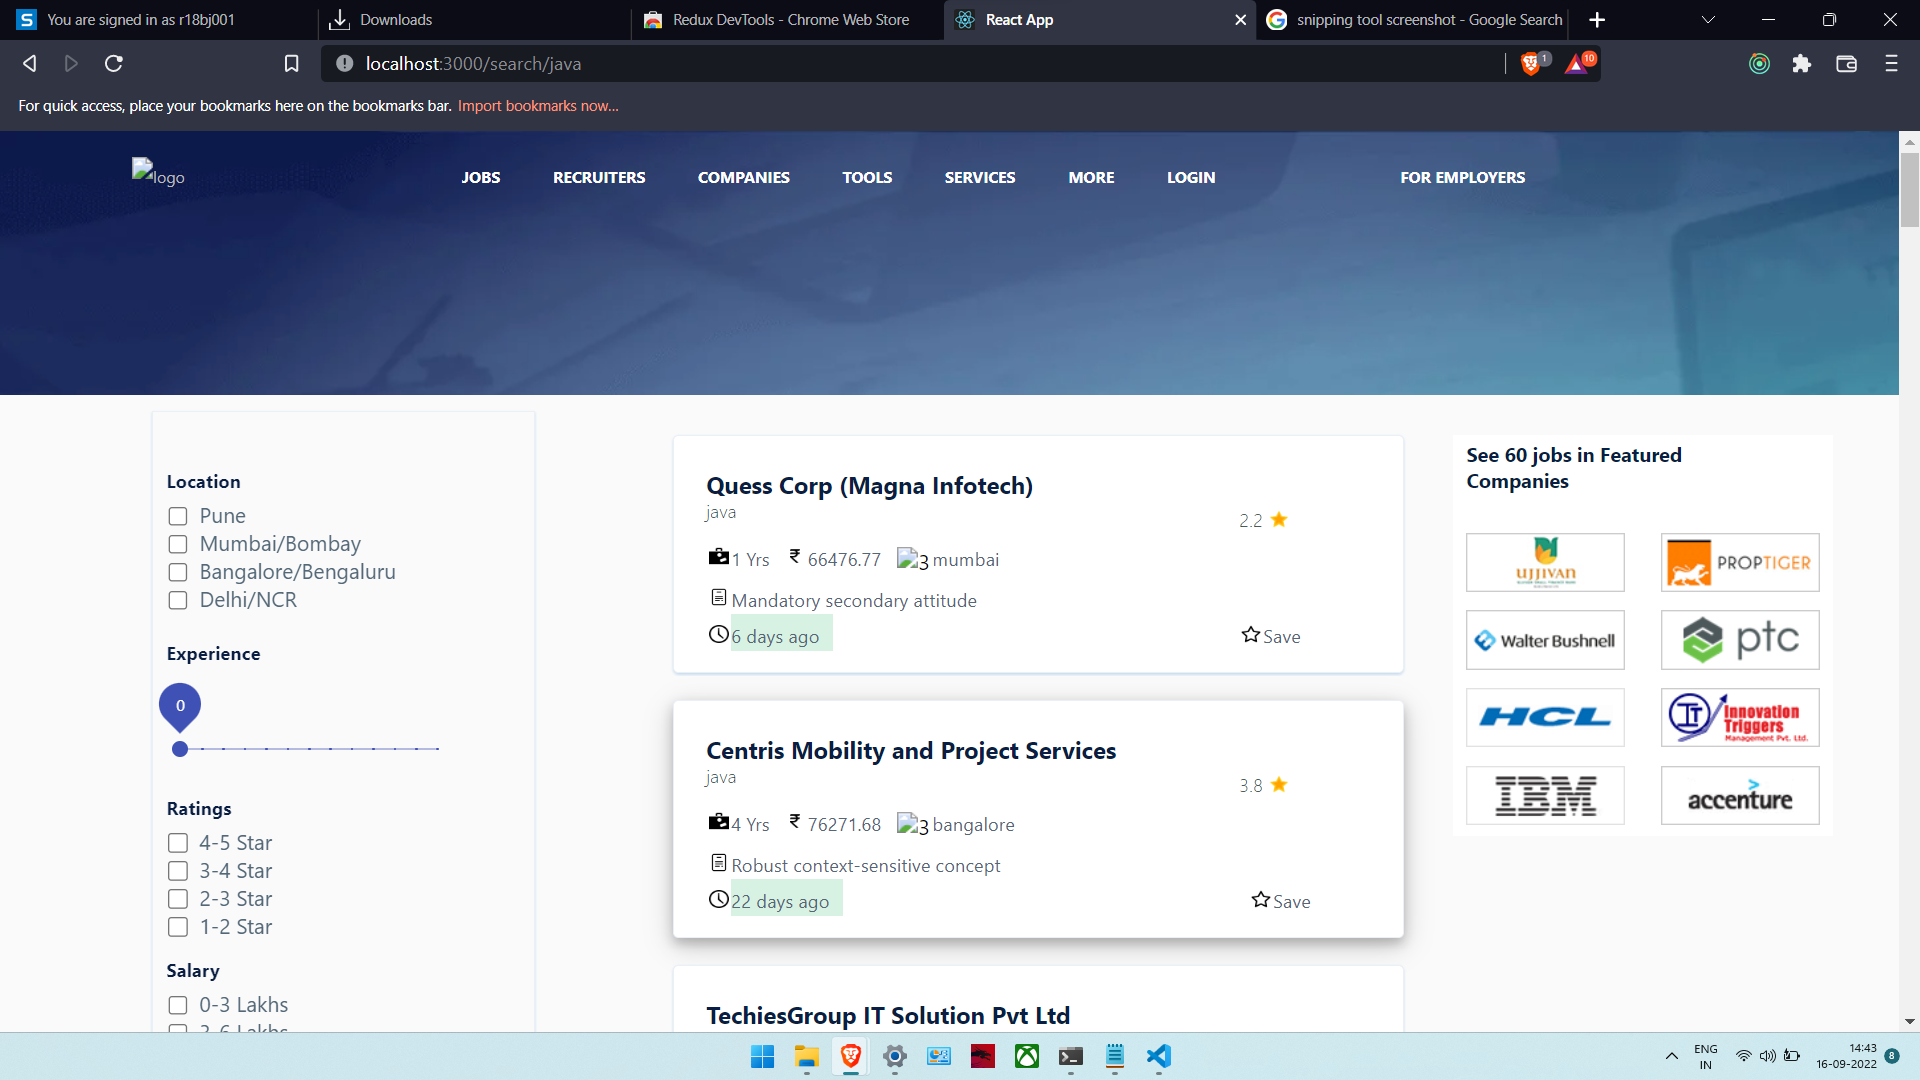 You are signed in as r18bj001
Downloads
Redux DevTools - Chrome Web Store
React App
snipping tool screenshot - Google Search
localhost:3000/search/java
1
10
For quick access, place your bookmarks here on the bookmarks bar. Import bookmarks now...
logo
JOBS
RECRUITERS
COMPANIES
TOOLS
SERVICES
MORE
LOGIN
FOR EMPLOYERS
Location
Pune
Mumbai/Bombay
Bangalore/Bengaluru
Delhi/NCR
Experience
0
Ratings
4-5 Star
3-4 Star
2-3 Star
1-2 Star
Salary
0-3 Lakhs
3-6 Lakhs
Quess Corp (Magna Infotech)
java
2.2
1 Yrs ₹ 66476.77 3 mumbai
Mandatory secondary attitude
6 days ago
Save
Centris Mobility and Project Services
java
3.8
4 Yrs ₹ 76271.68 3 bangalore
Robust context-sensitive concept
22 days ago
Save
TechiesGroup IT Solution Pvt Ltd
See 60 jobs in Featured
Companies
UJJIVAN
PROPTIGER
Walter Bushnell
ptc
HCL
IT Innovation
Triggers
Management Pvt. Ltd.
IBM
accenture
ENG
IN
14:43
16-09-2022
8